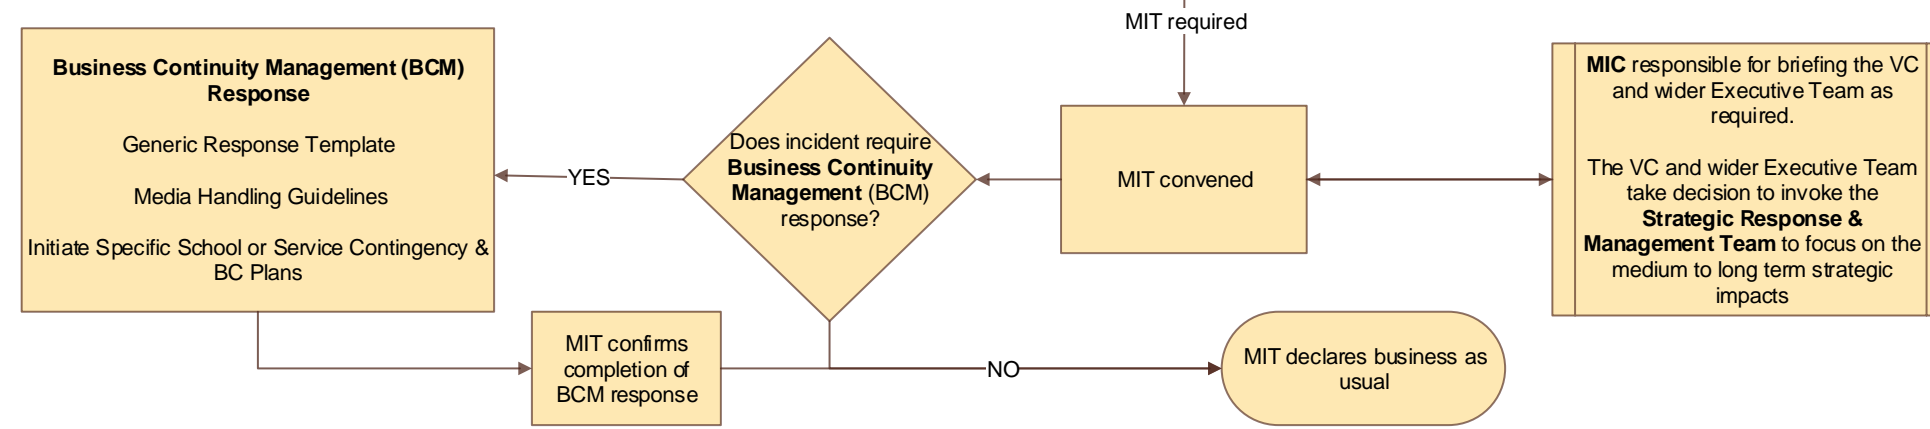 MIT required
Business Continuity Management (BCM)
Response
Generic Response Template
Media Handling Guidelines
Initiate Specific School or Service Contingency &
BC Plans
YES
Does incident require
Business Continuity
Management (BCM)
response?
MIT convened
MIC responsible for briefing the VC
and wider Executive Team as
required.
The VC and wider Executive Team
take decision to invoke the
Strategic Response &
Management Team to focus on the
medium to long term strategic
impacts
MIT confirms
completion of
BCM response
NO
MIT declares business as
usual